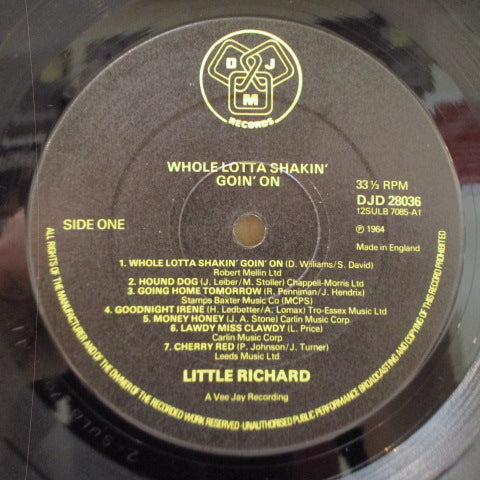 D J
M
RECORDS
WHOLE LOTTA SHAKIN'
GOIN' ON
33 ⅓ RPM
DJD 28036
12SULB 7085-A1
SIDE ONE
℗ 1964
Made in England
1. WHOLE LOTTA SHAKIN' GOIN' ON (D. Williams/S. David)
Robert Mellin Ltd
2. HOUND DOG (J. Leiber/M. Stoller) Chappell-Morris Ltd
3. GOING HOME TOMORROW (R. Penniman/J. Hendrix)
Stamps Baxter Music Co (MCPS)
4. GOODNIGHT IRENE (H. Ledbetter/A. Lomax) Tro-Essex Music Ltd
5. MONEY HONEY (J. A. Stone) Carlin Music Corp
6. LAWDY MISS CLAWDY (L. Price)
Carlin Music Corp
7. CHERRY RED (P. Johnson/J. Turner)
Leeds Music Ltd
LITTLE RICHARD
A Vee Jay Recording
ALL RIGHTS OF THE MANUFACTURER AND OF THE OWNER OF THE RECORDED WORK RESERVED·UNAUTHORISED PUBLIC PERFORMANCE BROADCASTING AND COPYING OF THIS RECORD PROHIBITED